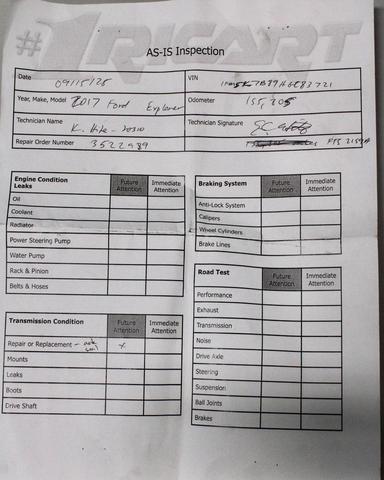 #1RICART
AS-IS Inspection
Date 09/15/25
VIN
Year, Make, Model 2017 Ford Explorer
Odometer 155,205
Technician Name
Technician Signature
Repair Order Number 3522989
Engine Condition
Leaks
Future Attention
Immediate Attention
Oil
Coolant
Radiator
Power Steering Pump
Water Pump
Rack & Pinion
Belts & Hoses
Braking System
Future Attention
Immediate Attention
Anti-Lock System
Calipers
Wheel Cylinders
Brake Lines
Road Test
Future Attention
Immediate Attention
Performance
Exhaust
Transmission
Noise
Drive Axle
Steering
Suspension
Ball Joints
Brakes
Transmission Condition
Future Attention
Immediate Attention
Repair or Replacement
Mounts
Leaks
Boots
Drive Shaft